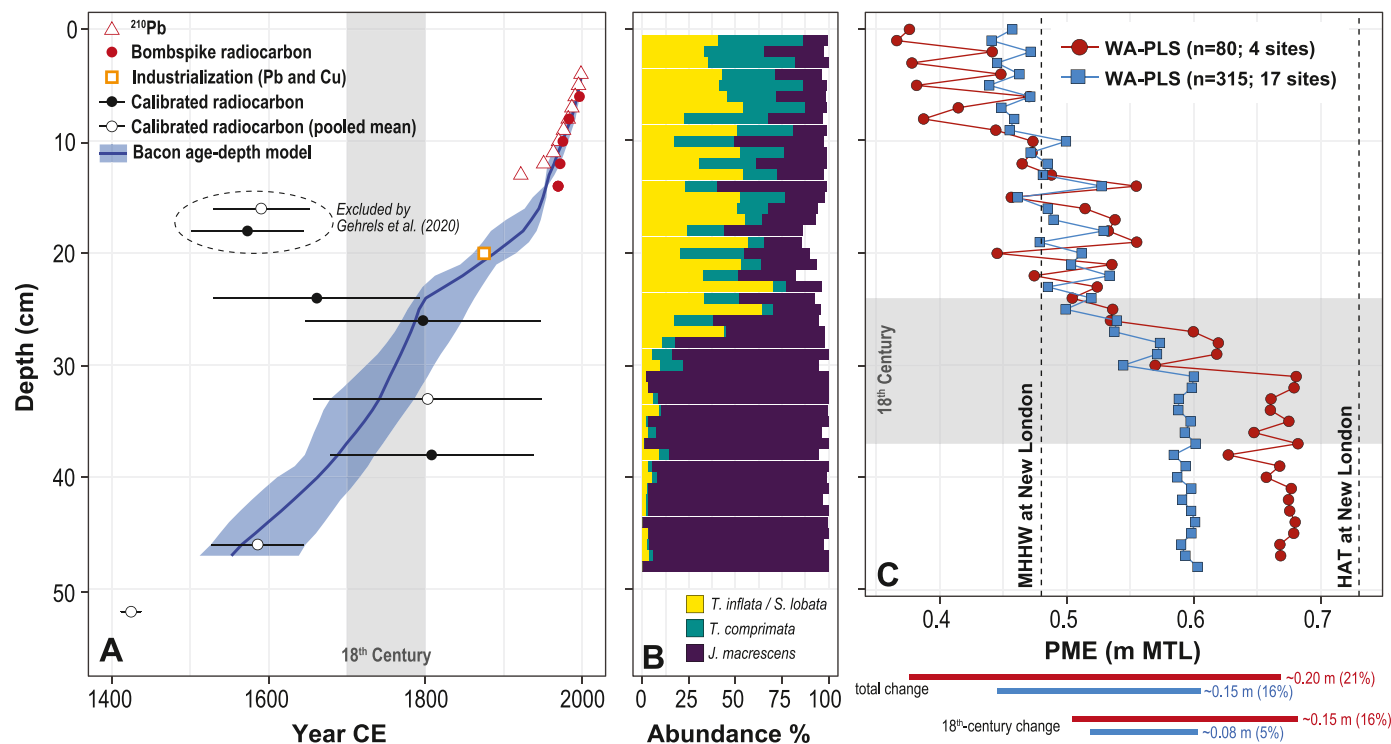 ²¹⁰Pb
Bombspike radiocarbon
Industrialization (Pb and Cu)
Calibrated radiocarbon
Calibrated radiocarbon (pooled mean)
Bacon age-depth model
Excluded by
Gehrels et al. (2020)
0
10
20
30
40
50
Depth (cm)
A
18th Century
1400
1600
1800
2000
Year CE
T. inflata / S. lobata
T. comprimata
J. macrescens
B
0
25
50
75
100
Abundance %
C
WA-PLS (n=80; 4 sites)
WA-PLS (n=315; 17 sites)
18th Century
MHHW at New London
HAT at New London
0.4
0.5
0.6
0.7
PME (m MTL)
total change
~0.20 m (21%)
~0.15 m (16%)
18th-century change
~0.15 m (16%)
~0.08 m (5%)